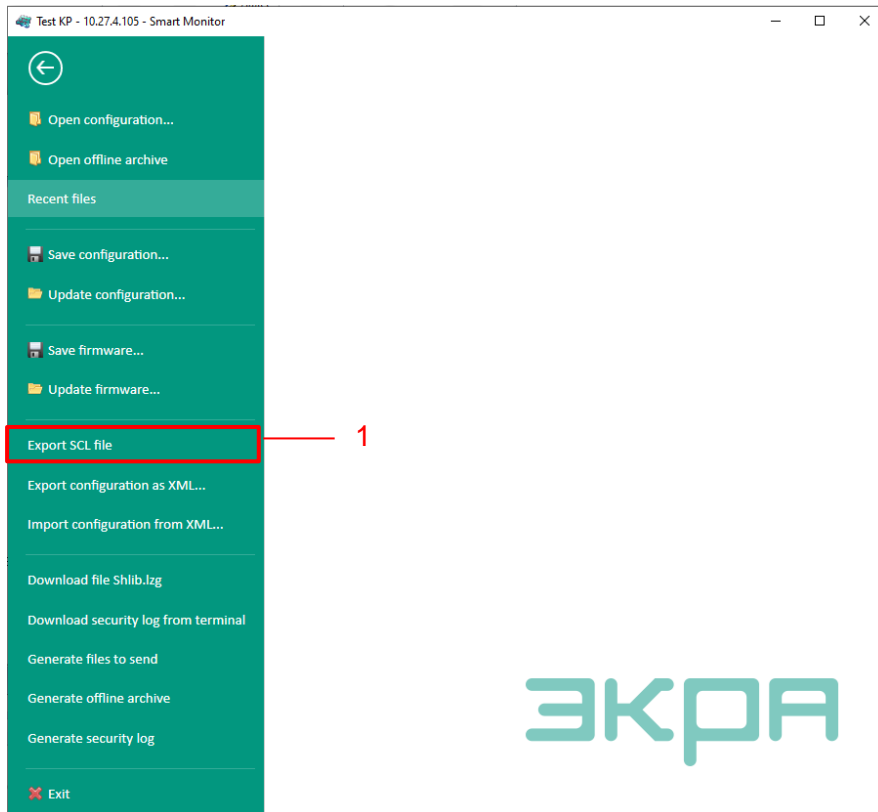 Test KP - 10.27.4.105 - Smart Monitor
Open configuration...
Open offline archive
Recent files
Save configuration...
Update configuration...
Save firmware...
Update firmware...
Export SCL file
1
Export configuration as XML...
Import configuration from XML...
Download file Shlib.lzg
Download security log from terminal
Generate files to send
Generate offline archive
Generate security log
экра
Exit